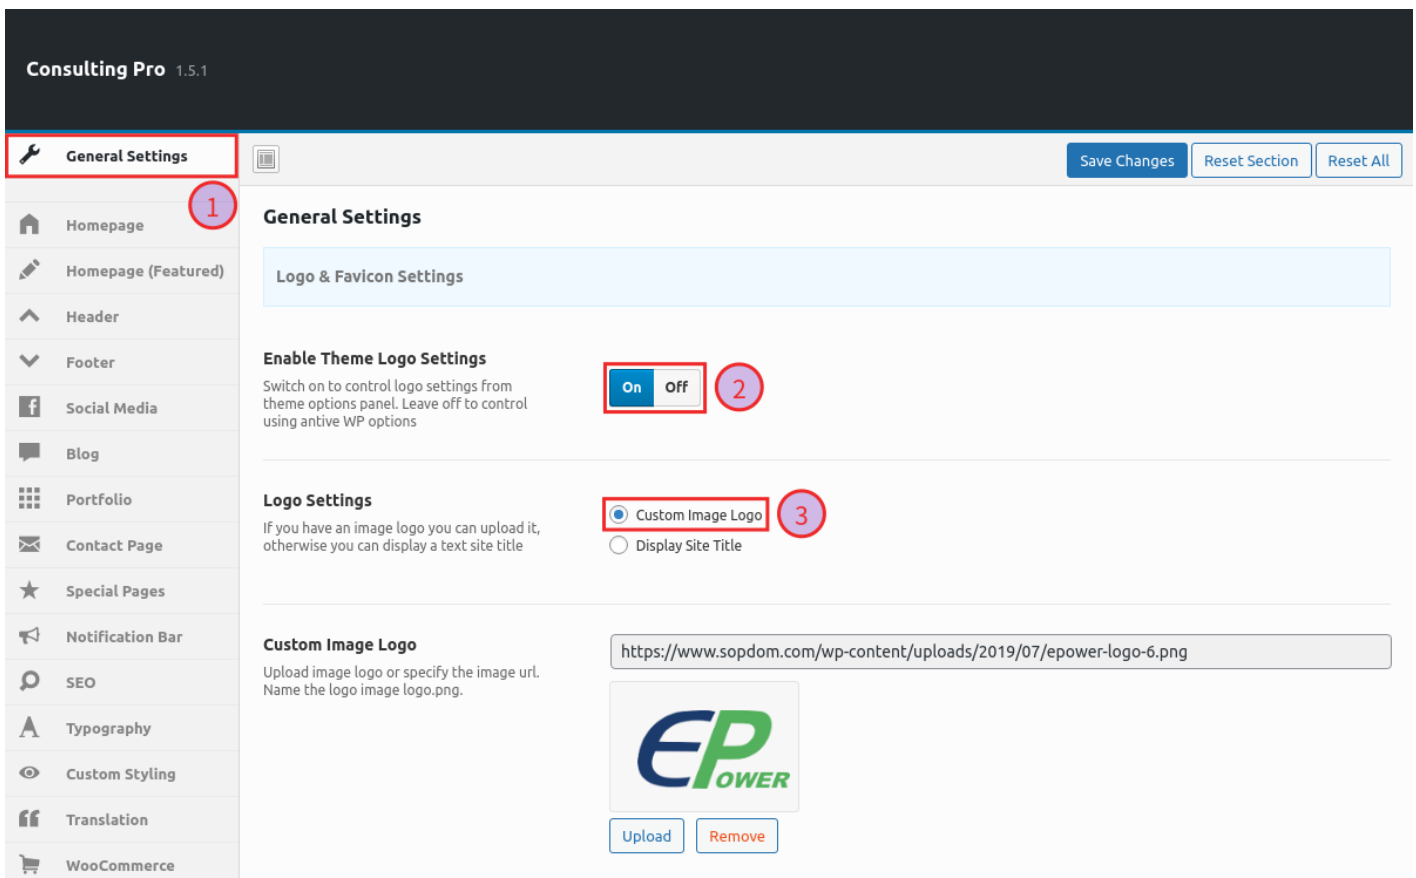 Consulting Pro 1.5.1
General Settings
Save Changes
Reset Section
Reset All
1
Homepage
Homepage (Featured)
Header
Footer
Social Media
Blog
Portfolio
Contact Page
Special Pages
Notification Bar
SEO
Typography
Custom Styling
Translation
WooCommerce
General Settings
Logo & Favicon Settings
Enable Theme Logo Settings
Switch on to control logo settings from
theme options panel. Leave off to control
using antive WP options
On Off
2
Logo Settings
If you have an image logo you can upload it,
otherwise you can display a text site title
Custom Image Logo
3
Display Site Title
Custom Image Logo
Upload image logo or specify the image url.
Name the logo image logo.png.
https://www.sopdom.com/wp-content/uploads/2019/07/epower-logo-6.png
EPOWER
Upload
Remove